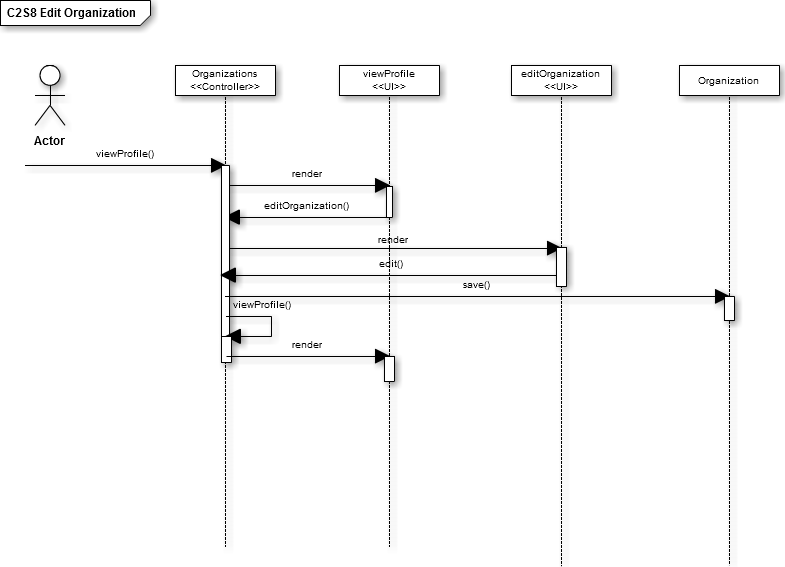 C2S8 Edit Organization
Organizations
<<Controller>>
viewProfile
<<UI>>
editOrganization
<<UI>>
Organization
Actor
viewProfile()
render
editOrganization()
render
edit()
save()
viewProfile()
render